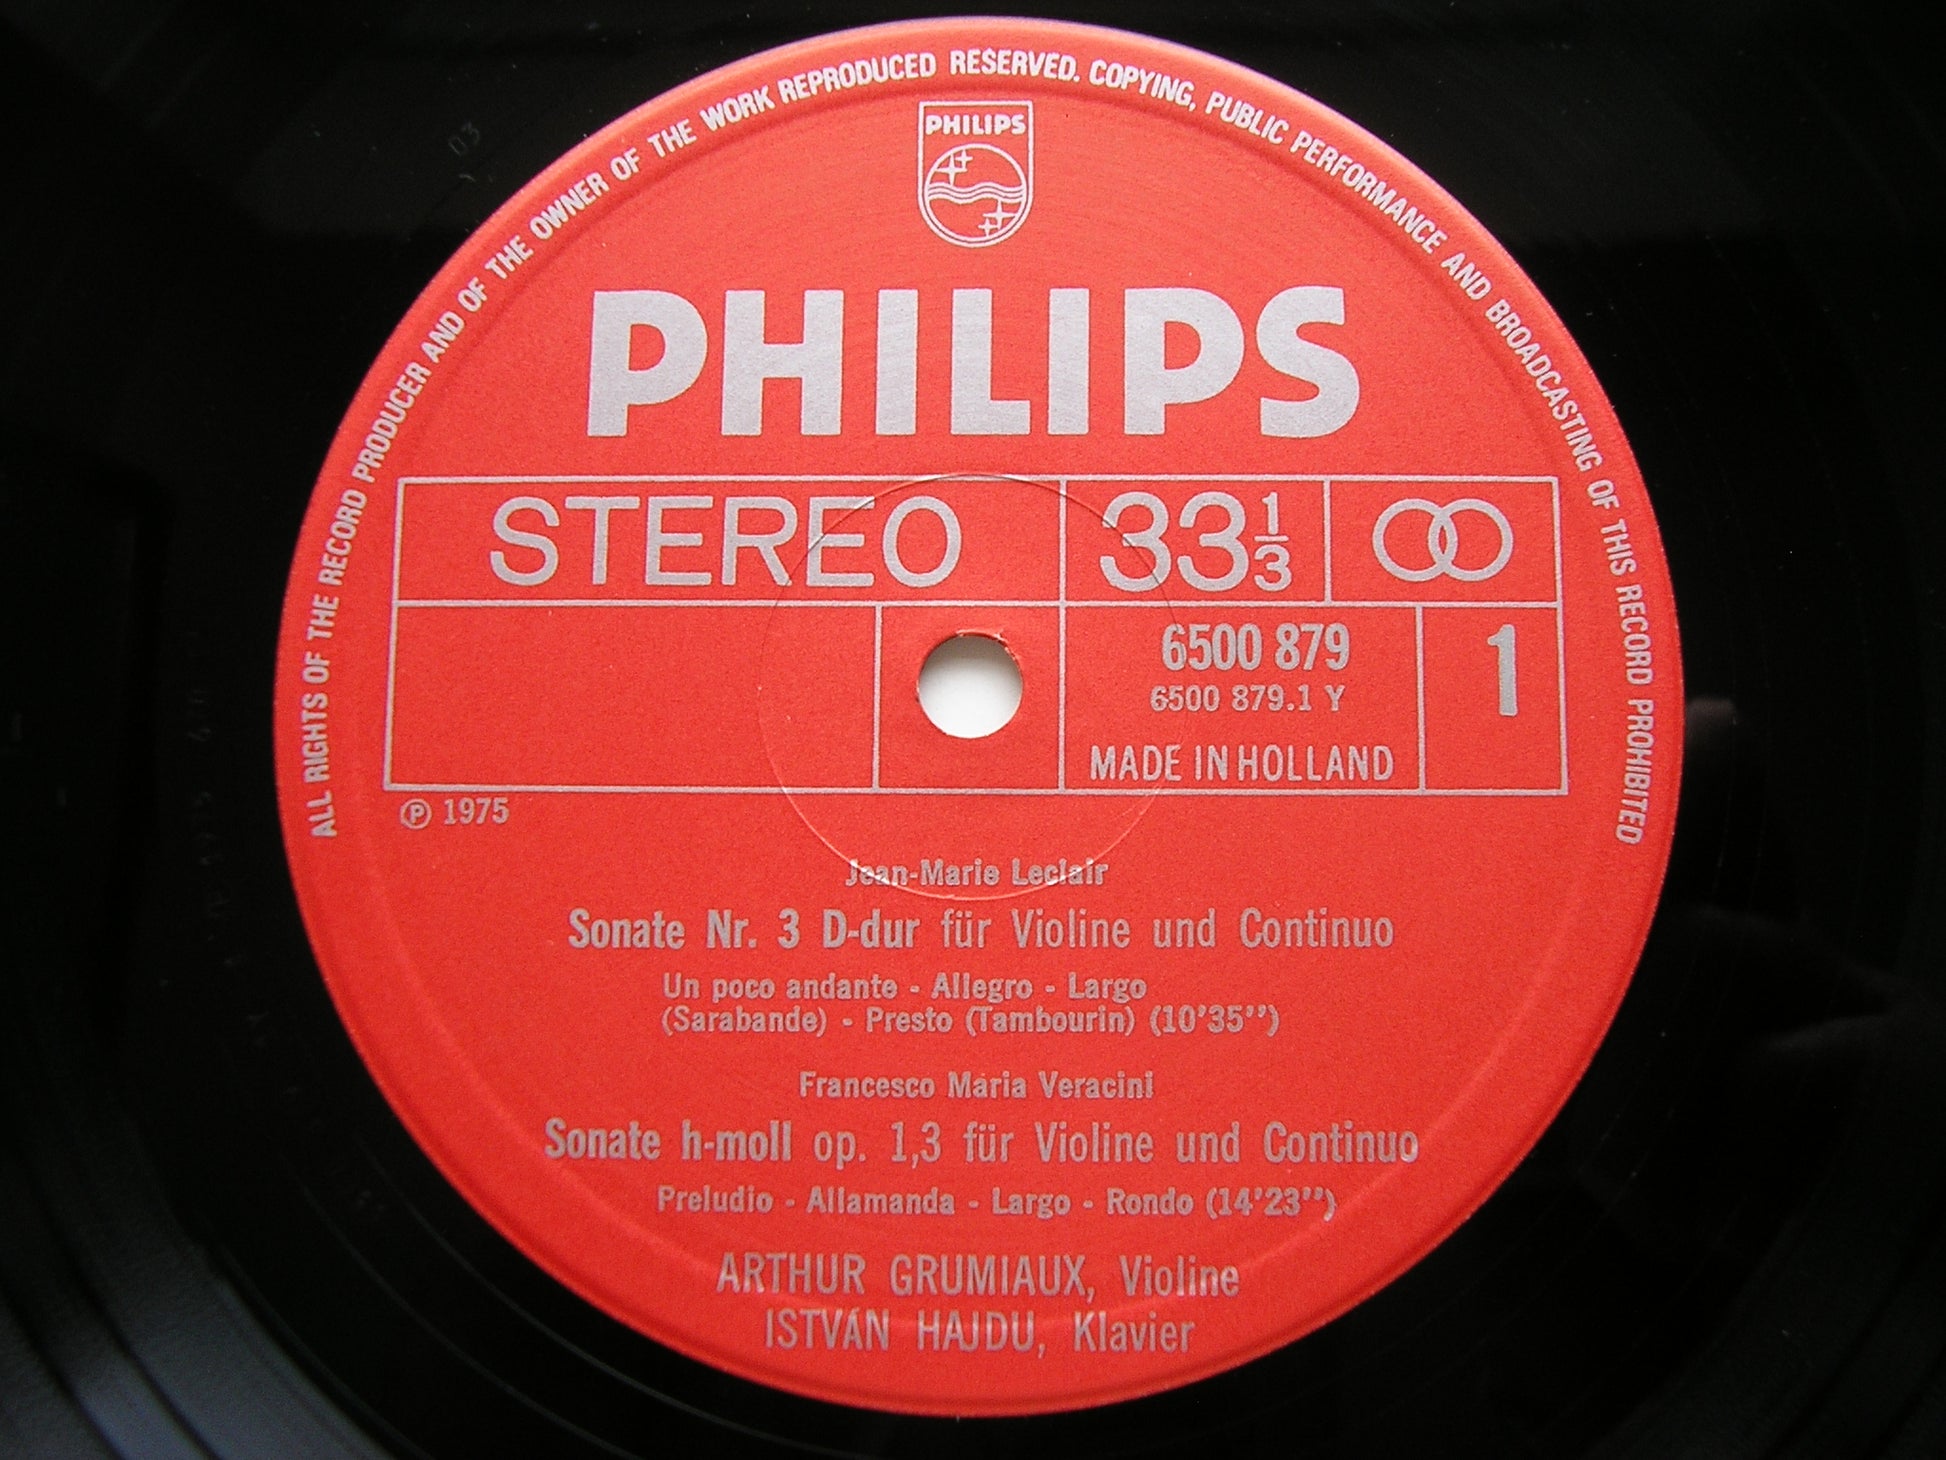 ALL RIGHTS OF THE RECORD PRODUCER AND OF THE OWNER OF THE WORK REPRODUCED RESERVED. COPYING, PUBLIC PERFORMANCE AND BROADCASTING OF THIS RECORD PROHIBITED
PHILIPS
PHILIPS
STEREO 33 1/3
6500 879 1
6500 879.1 Y
MADE IN HOLLAND
℗ 1975
Jean-Marie Leclair
Sonate Nr. 3 D-dur für Violine und Continuo
Un poco andante - Allegro - Largo
(Sarabande) - Presto (Tambourin) (10'35'')
Francesco Maria Veracini
Sonate h-moll op. 1,3 für Violine und Continuo
Preludio - Allamanda - Largo - Rondo (14'23'')
ARTHUR GRUMIAUX, Violine
ISTVÁN HAJDU, Klavier